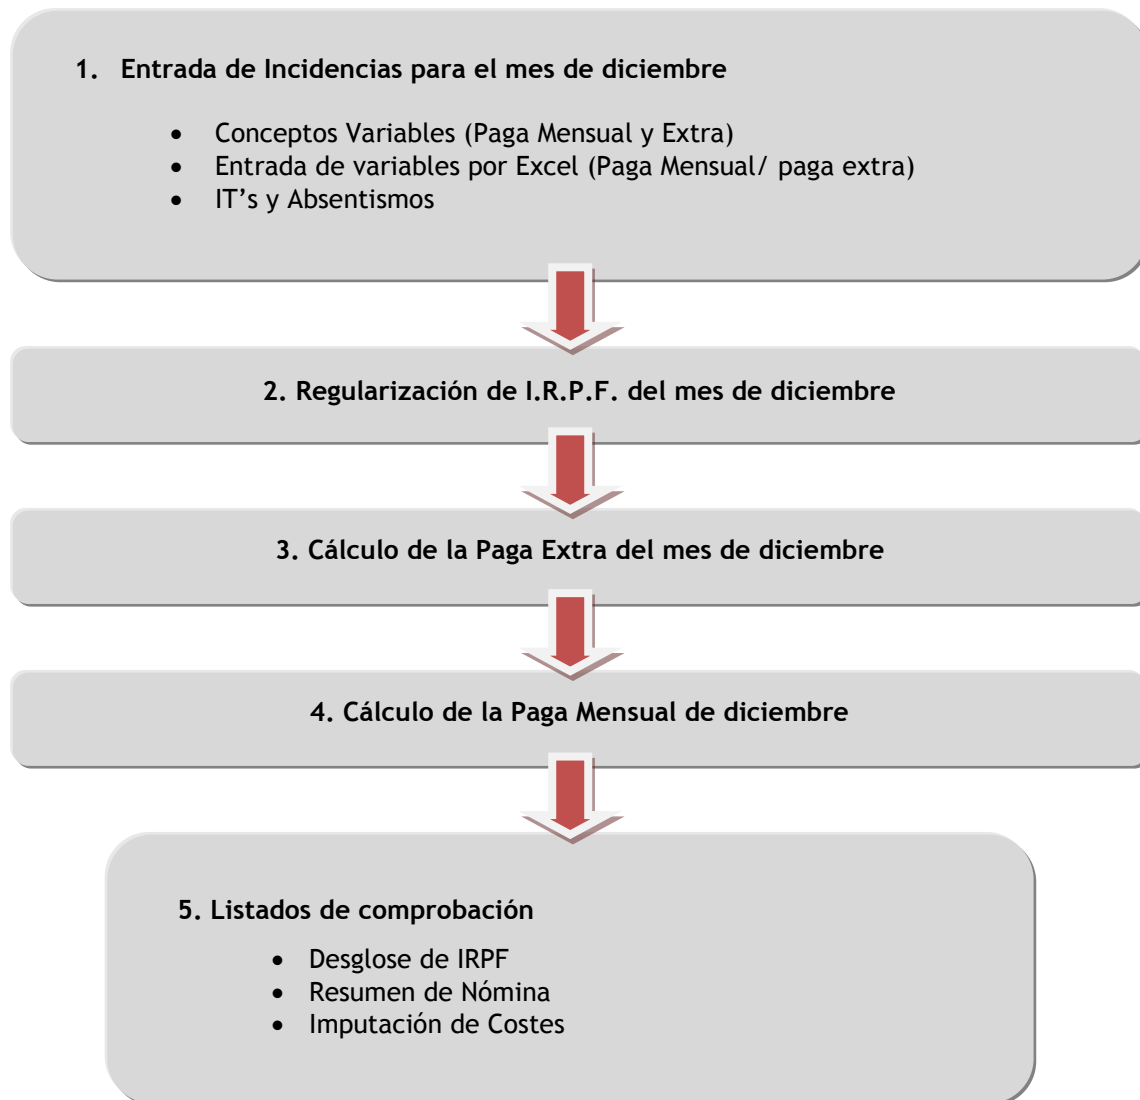 1. Entrada de Incidencias para el mes de diciembre
• Conceptos Variables (Paga Mensual y Extra)
• Entrada de variables por Excel (Paga Mensual/ paga extra)
• IT’s y Absentismos
2. Regularización de I.R.P.F. del mes de diciembre
3. Cálculo de la Paga Extra del mes de diciembre
4. Cálculo de la Paga Mensual de diciembre
5. Listados de comprobación
• Desglose de IRPF
• Resumen de Nómina
• Imputación de Costes